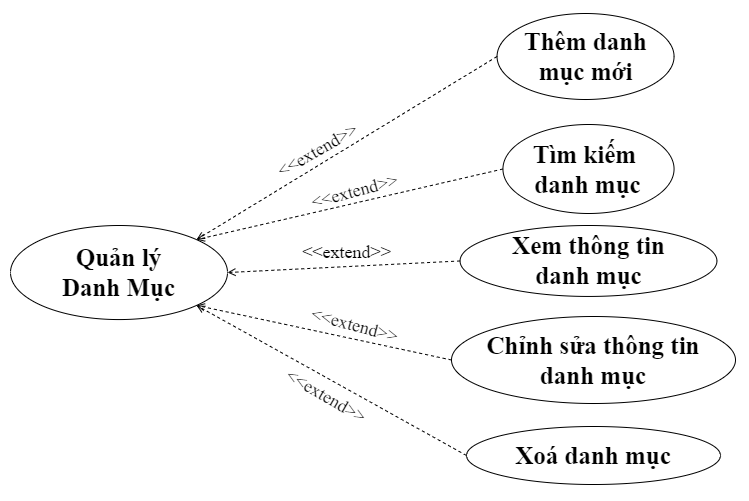 Thêm danh
mục mới
<<extend>>
Tìm kiếm
danh mục
<<extend>>
Quản lý
Danh Mục
<<extend>>
Xem thông tin
danh mục
<<extend>>
Chỉnh sửa thông tin
danh mục
<<extend>>
Xoá danh mục